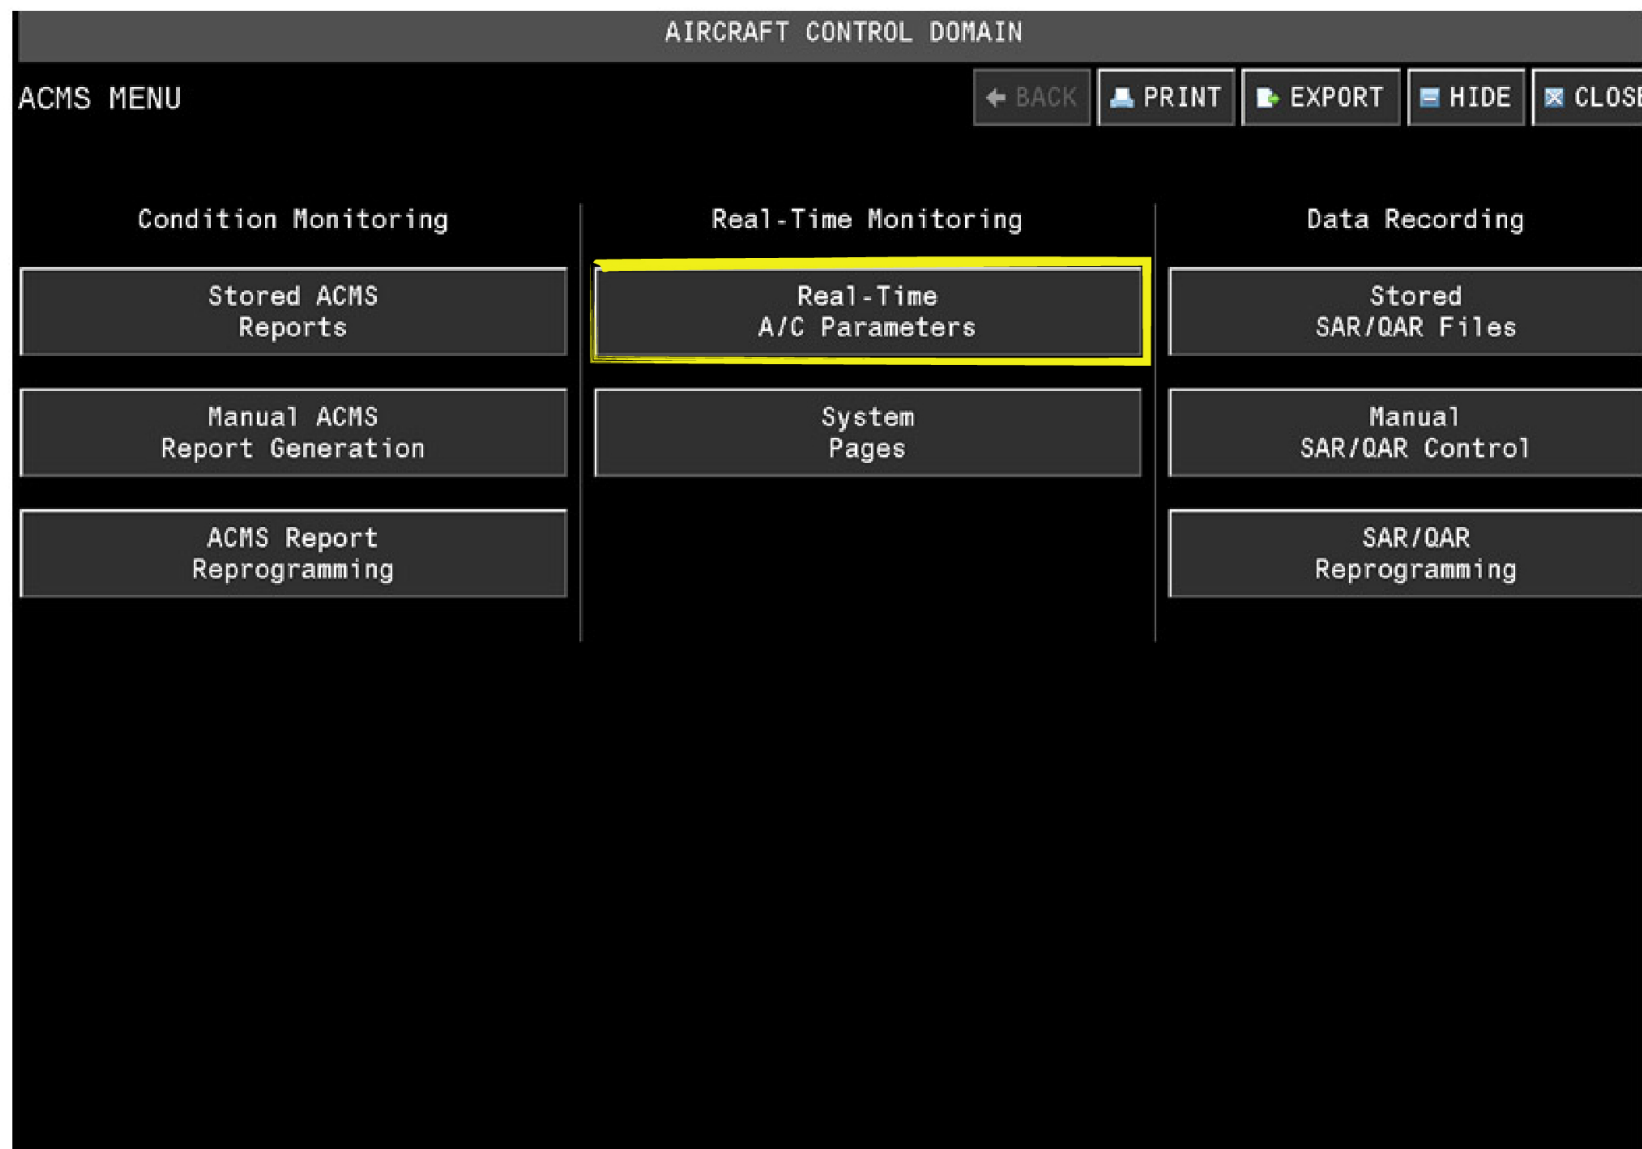 AIRCRAFT CONTROL DOMAIN
ACMS MENU
BACK
PRINT
EXPORT
HIDE
CLOSE
Condition Monitoring
Real-Time Monitoring
Data Recording
Stored ACMS
Reports
Real-Time
A/C Parameters
Stored
SAR/QAR Files
Manual ACMS
Report Generation
System
Pages
Manual
SAR/QAR Control
ACMS Report
Reprogramming
SAR/QAR
Reprogramming